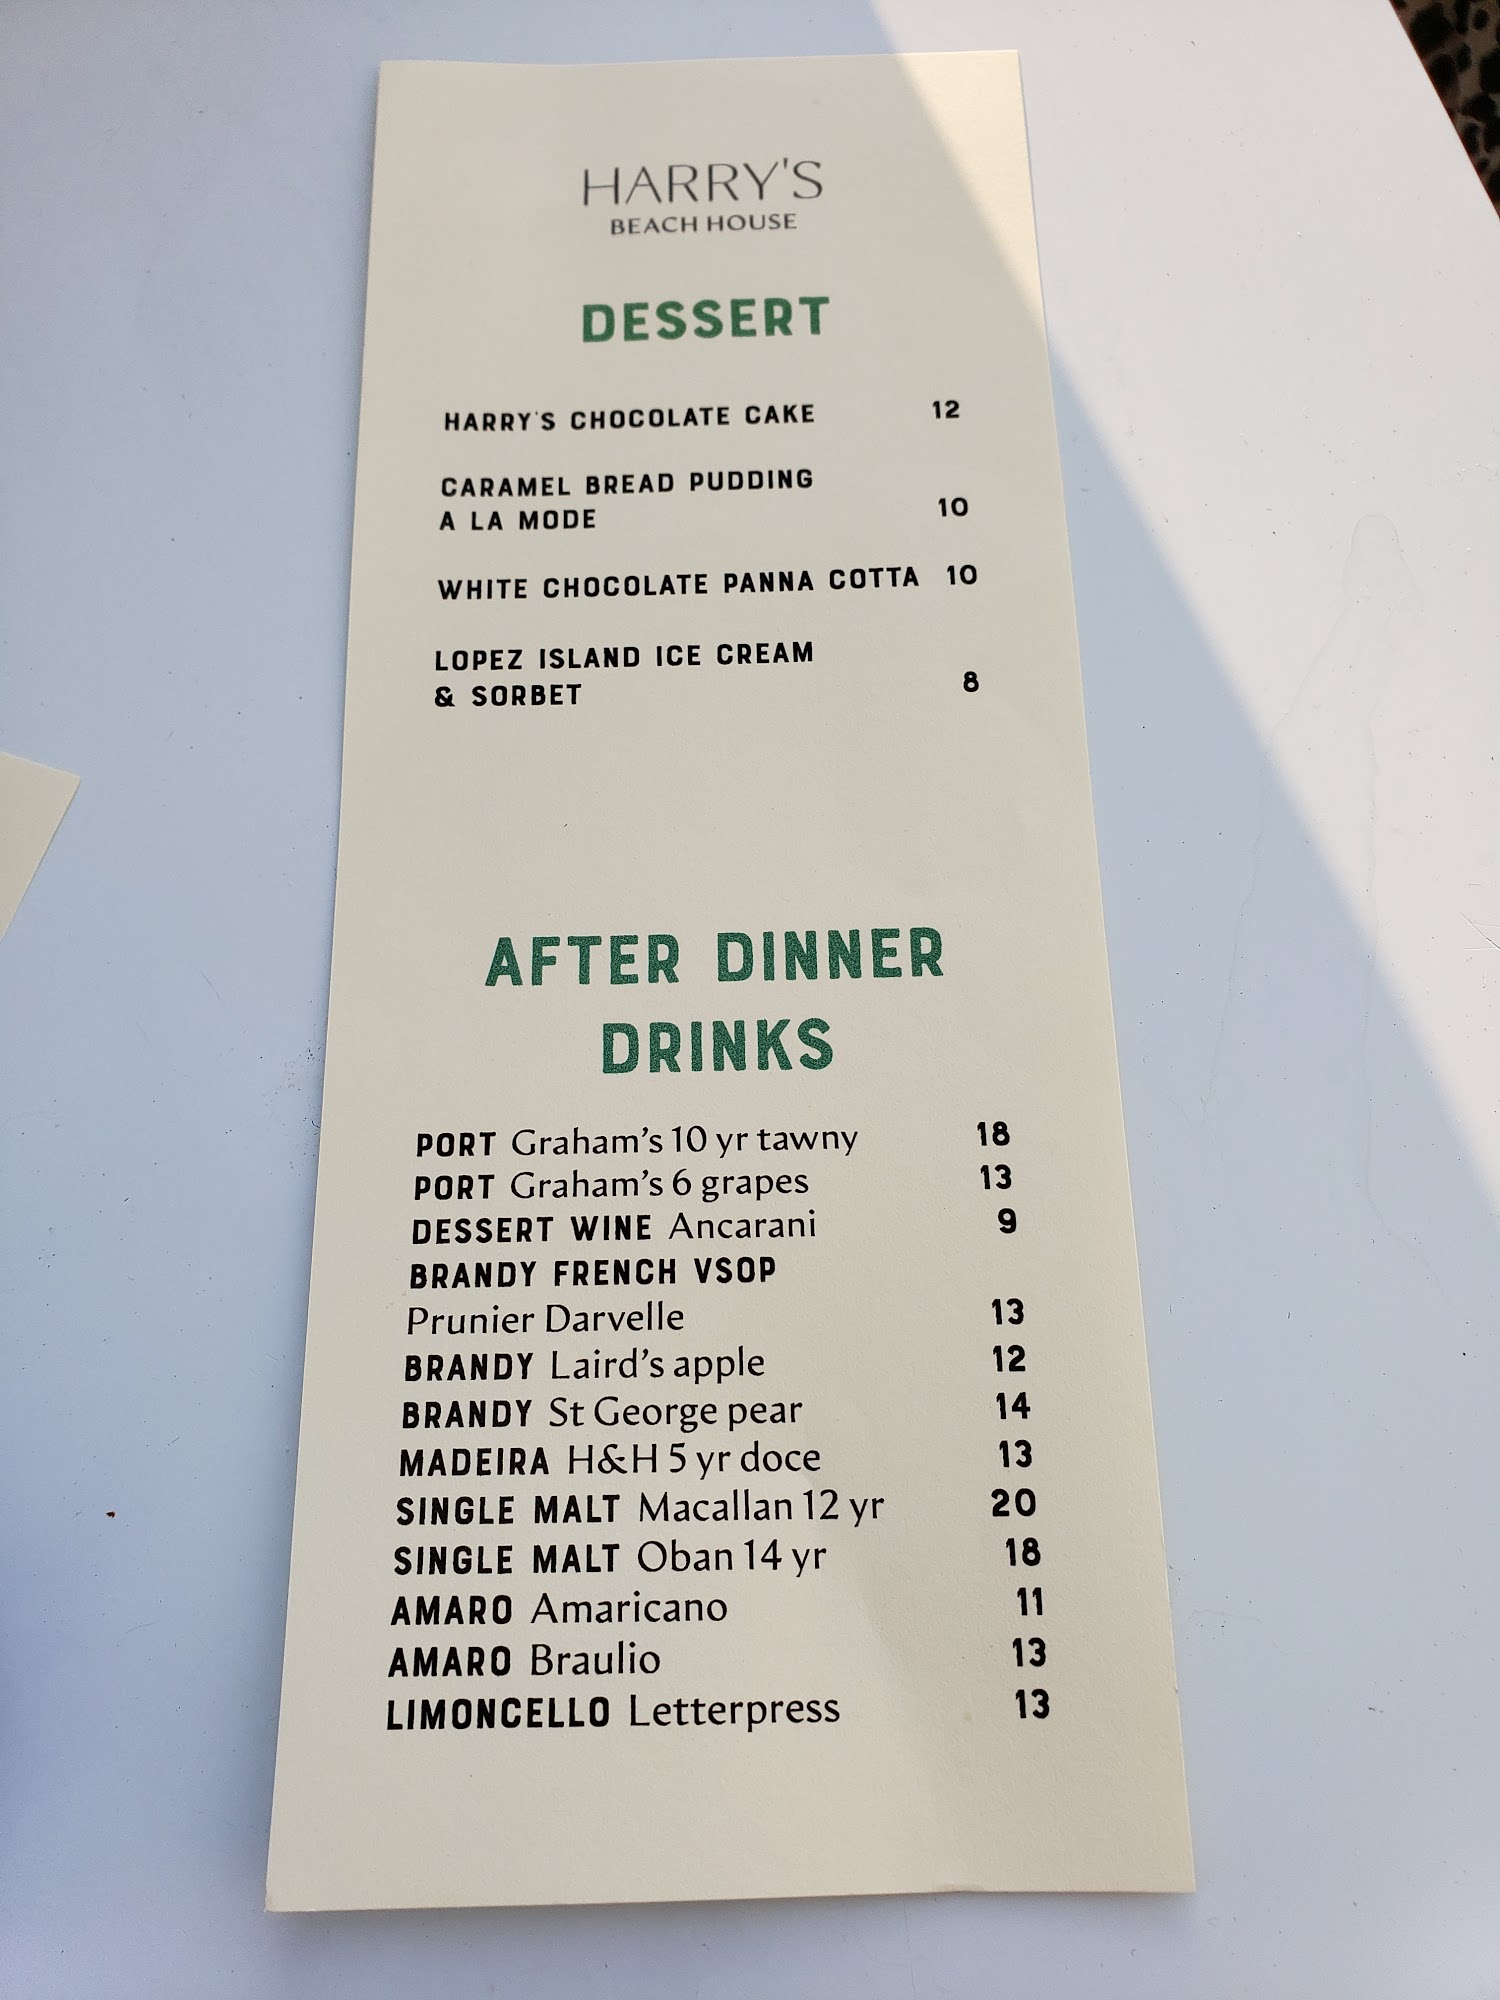 HARRY'S
BEACH HOUSE
DESSERT
HARRY'S CHOCOLATE CAKE 12
CARAMEL BREAD PUDDING
A LA MODE 10
WHITE CHOCOLATE PANNA COTTA 10
LOPEZ ISLAND ICE CREAM
& SORBET 8
AFTER DINNER
DRINKS
PORT Graham's 10 yr tawny 18
PORT Graham's 6 grapes 13
DESSERT WINE Ancarani 9
BRANDY FRENCH VSOP
Prunier Darvelle 13
BRANDY Laird's apple 12
BRANDY St George pear 14
MADEIRA H&H 5 yr doce 13
SINGLE MALT Macallan 12 yr 20
SINGLE MALT Oban 14 yr 18
AMARO Amaricano 11
AMARO Braulio 13
LIMONCELLO Letterpress 13